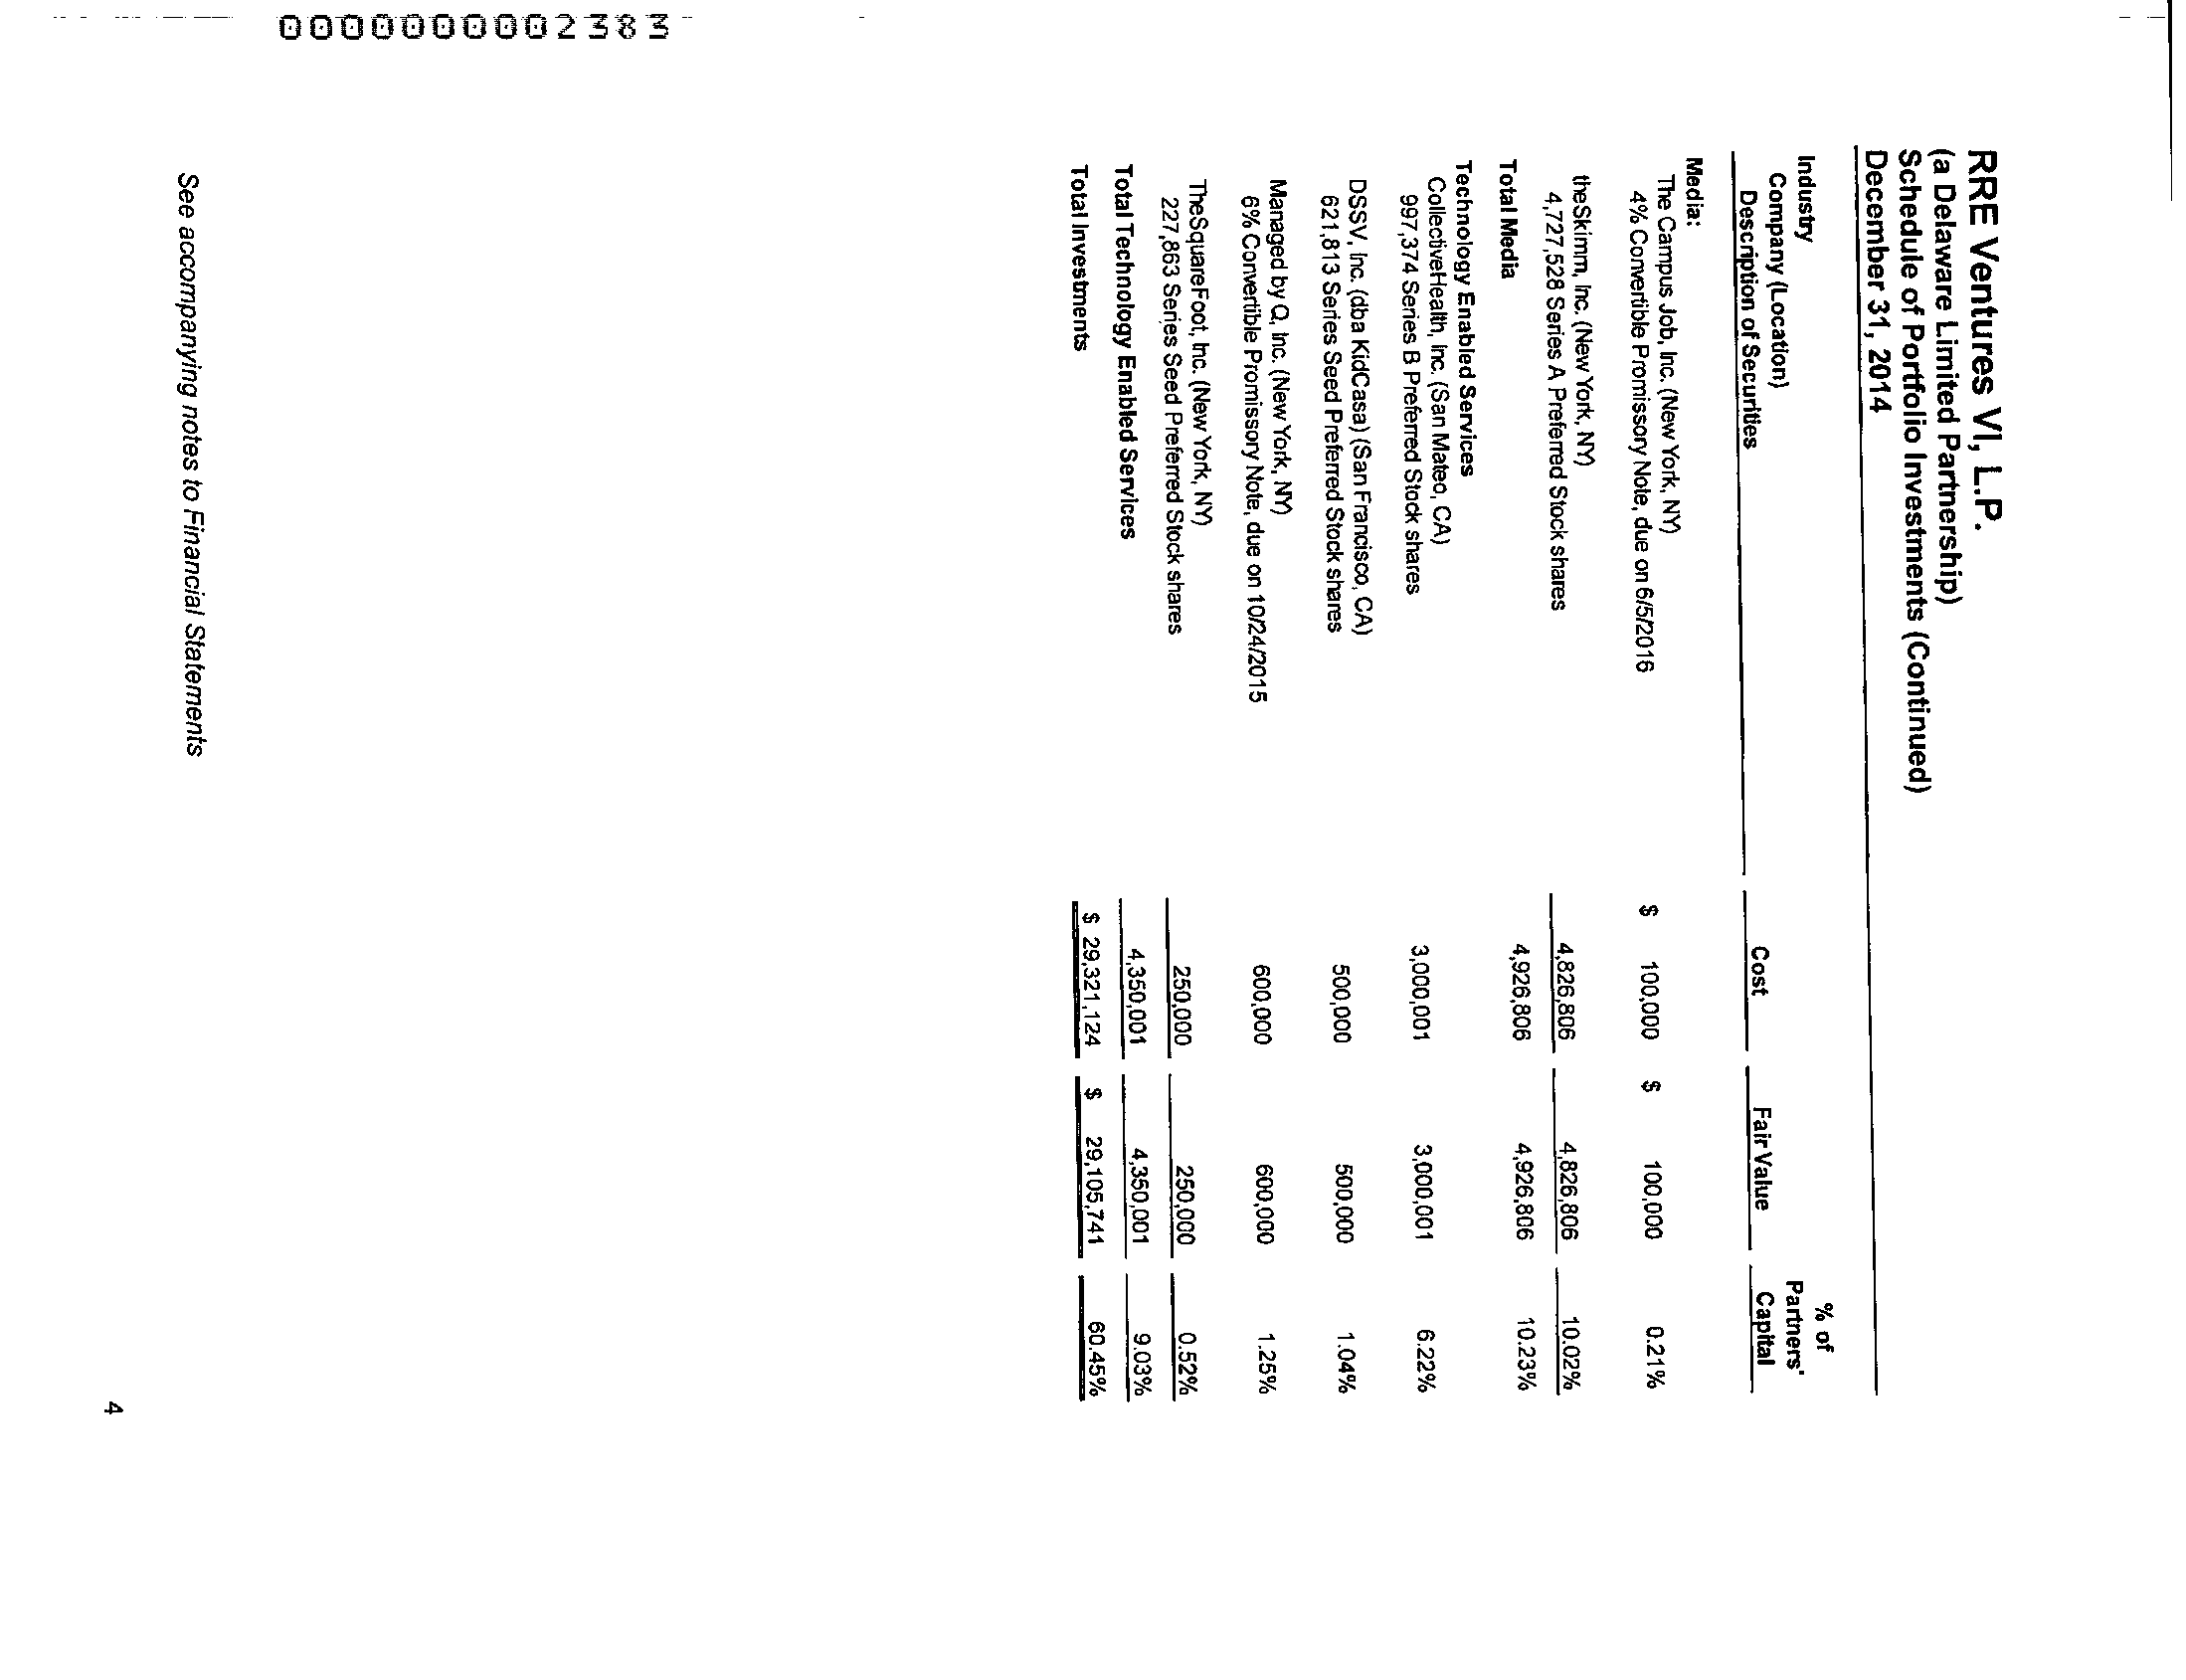 RRE Ventures VI, L.P.
(a Delaware Limited Partnership)
Schedule of Portfolio Investments (Continued)
December 31, 2014
Industry
Company (Location)
Description of Securities
Cost
Fair Value
% of
Partners'
Capital
Media:
The Campus Job, Inc. (New York, NY)
4% Convertible Promissory Note, due on 6/5/2016 $ 100,000 $ 100,000 0.21%
theSkimm, Inc. (New York, NY)
4,727,528 Series A Preferred Stock shares 4,826,806 4,826,806 10.02%
Total Media 4,926,806 4,926,806 10.23%
Technology Enabled Services
CollectiveHealth, Inc. (San Mateo, CA)
997,374 Series B Preferred Stock shares 3,000,001 3,000,001 6.22%
DSSV, Inc. (dba KidCasa) (San Francisco, CA)
621,813 Series Seed Preferred Stock shares 500,000 500,000 1.04%
Managed by Q, Inc. (New York, NY)
6% Convertible Promissory Note, due on 10/24/2015 600,000 600,000 1.25%
TheSquareFoot, Inc. (New York, NY)
227,863 Series Seed Preferred Stock shares 250,000 250,000 0.52%
Total Technology Enabled Services 4,350,001 4,350,001 9.03%
Total Investments $ 29,321,124 $ 29,105,741 60.45%
See accompanying notes to Financial Statements
4
0000000002383